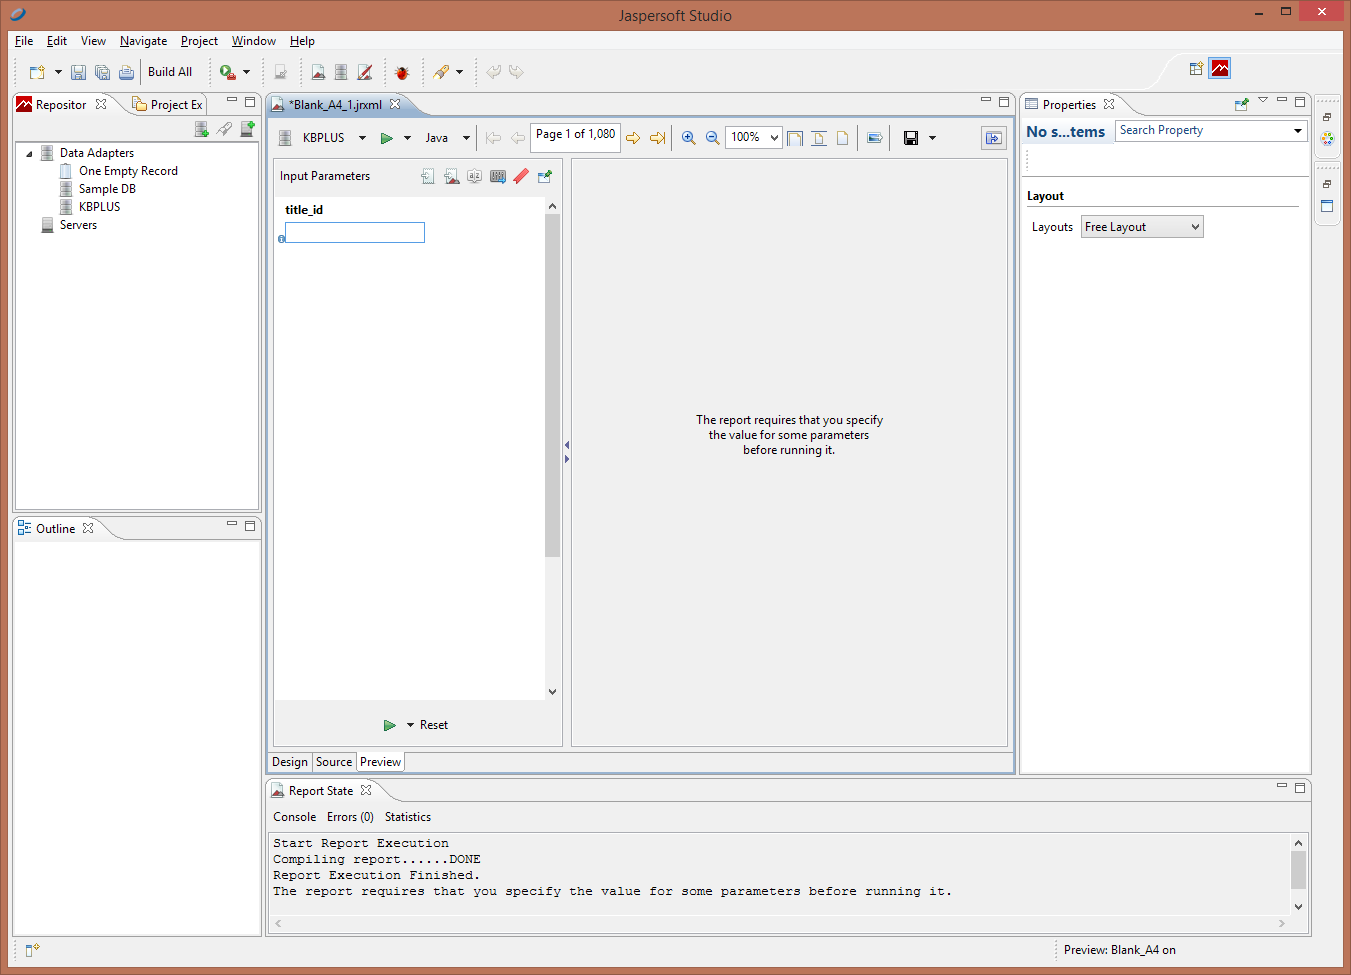 Jaspersoft Studio
File Edit View Navigate Project Window Help
Build All
Repositor Project Ex
Data Adapters
One Empty Record
Sample DB
KBPLUS
Servers
Outline
*Blank_A4_1.jrxml
KBPLUS Java Page 1 of 1,080 100%
Input Parameters
title_id
Reset
The report requires that you specify
the value for some parameters
before running it.
Design Source Preview
Properties
No s...tems Search Property
Layout
Layouts Free Layout
Report State
Console Errors (0) Statistics
Start Report Execution
Compiling report......DONE
Report Execution Finished.
The report requires that you specify the value for some parameters before running it.
Preview: Blank_A4 on